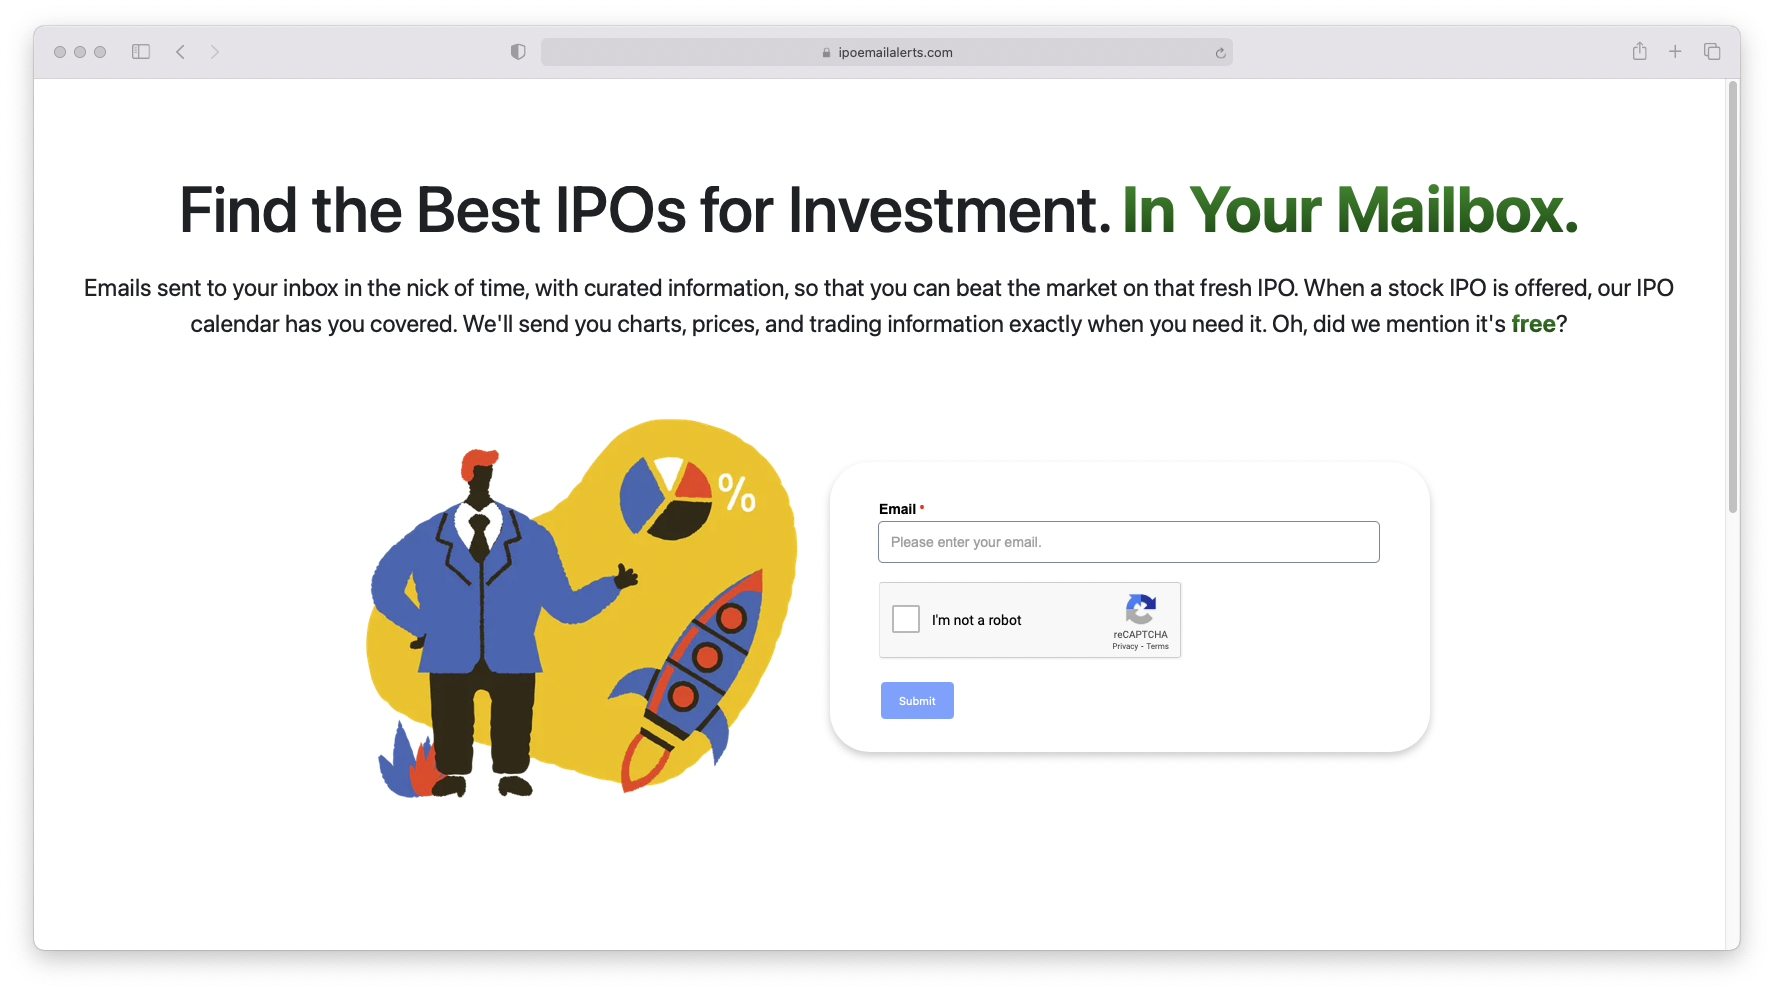 ipoemailalerts.com
Find the Best IPOs for Investment. In Your Mailbox.
Emails sent to your inbox in the nick of time, with curated information, so that you can beat the market on that fresh IPO. When a stock IPO is offered, our IPO
calendar has you covered. We'll send you charts, prices, and trading information exactly when you need it. Oh, did we mention it's free?
%
Email *
Please enter your email.
I'm not a robot
reCAPTCHA
Privacy - Terms
Submit